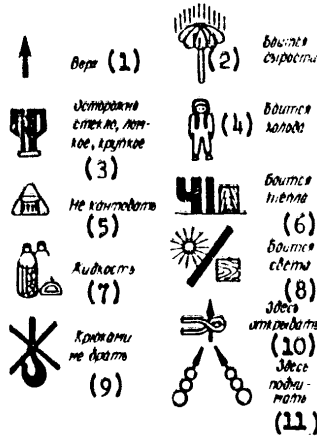 Верх (1)
(2) Боится
сырости
Осторожно
стекло, лом-
кое, хрупкое
(3)
(4) Боится
холода
Не кантовать
(5)
Боится
тепла
(6)
Жидкость
(7)
Боится
света
(8)
Крюками
не брать
(9)
Здесь
открывать
(10)
Здесь
подни-
мать
(11)